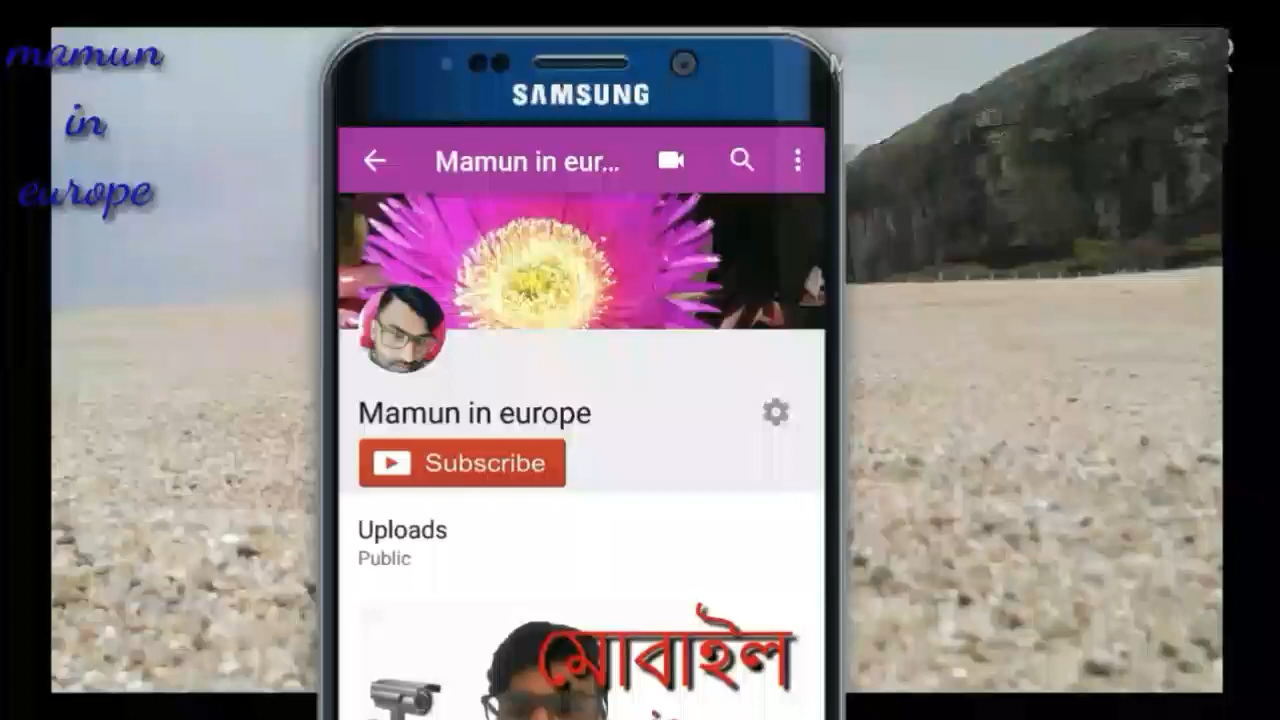 mamun
in
europe
SAMSUNG
Mamun in eur...
Mamun in europe
Subscribe
Uploads
Public
মোবাইল